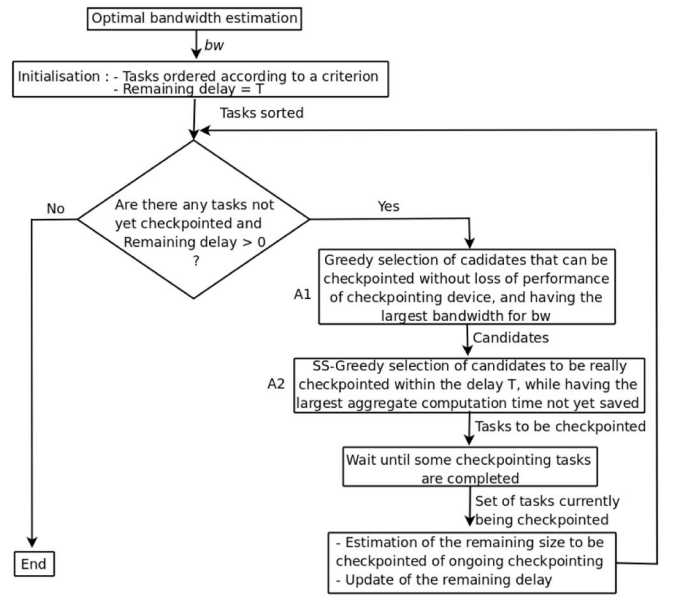 Optimal bandwidth estimation
bw
Initialisation : - Tasks ordered according to a criterion
- Remaining delay = T
Tasks sorted
Are there any tasks not
yet checkpointed and
Remaining delay > 0
?
No
Yes
Greedy selection of cadidates that can be
checkpointed without loss of performance
of checkpointing device, and having the
largest bandwidth for bw
A1
Candidates
SS-Greedy selection of candidates to be really
checkpointed within the delay T, while having the
largest aggregate computation time not yet saved
A2
Tasks to be checkpointed
Wait until some checkpointing tasks
are completed
Set of tasks currently
being checkpointed
- Estimation of the remaining size to be
checkpointed of ongoing checkpointing
- Update of the remaining delay
End